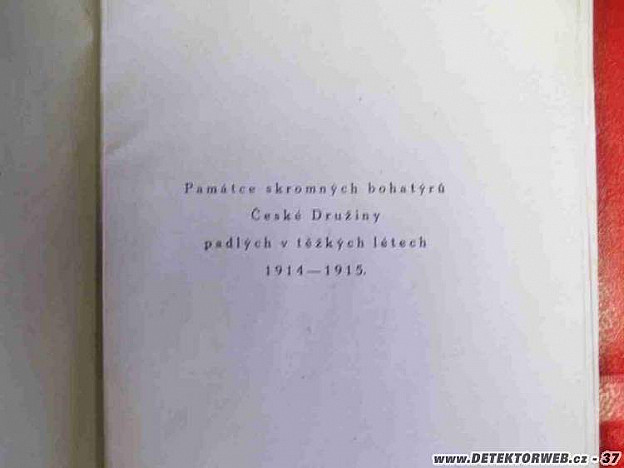 Památce skromných bohatýrů
České Družiny
padlých v těžkých létech
1914—1915.
www.DETEKTORWEB.cz - 37